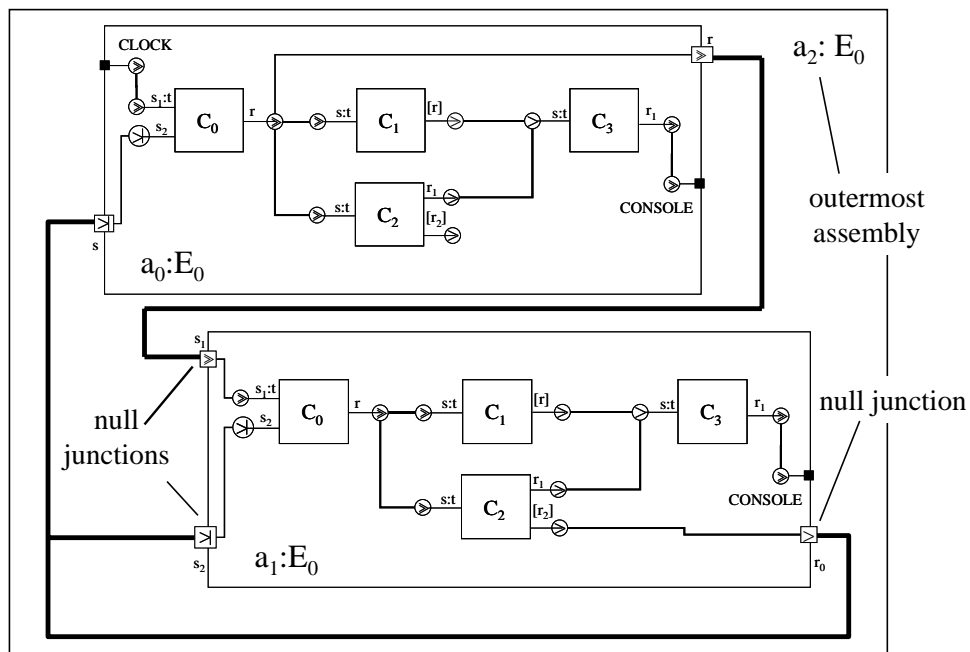 CLOCK
r
a₂: E₀
s₁:t
C₀
r
s:t
C₁
[r]
s:t
C₃
r₁
s₂
s:t
C₂
r₁
[r₂]
CONSOLE
outermost
assembly
s
a₀:E₀
s₁
s₁:t
C₀
r
s:t
C₁
[r]
s:t
C₃
r₁
s₂
null
junctions
null junction
s:t
C₂
r₁
[r₂]
CONSOLE
s₂
a₁:E₀
r₀